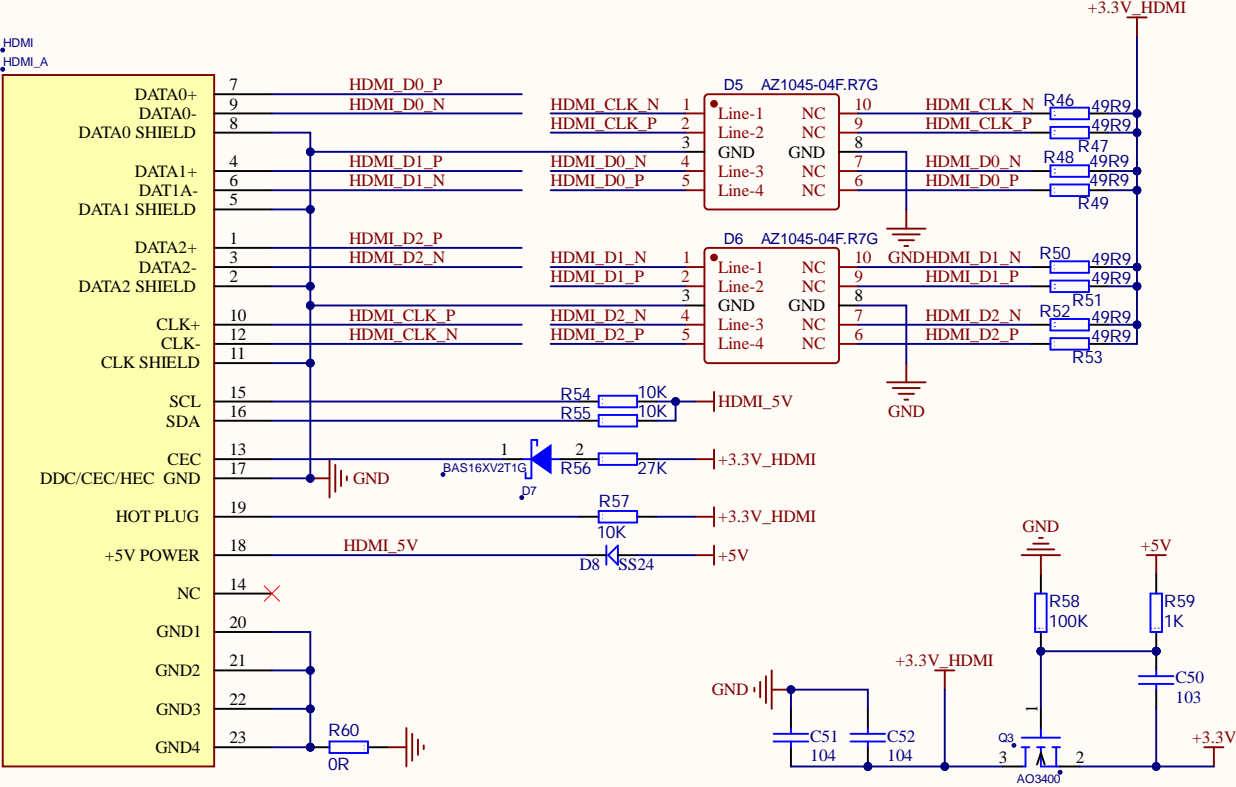 +3.3V_HDMI
HDMI
HDMI_A
DATA0+ 7 HDMI_D0_P
DATA0- 9 HDMI_D0_N
DATA0 SHIELD 8
DATA1+ 4 HDMI_D1_P
DAT1A- 6 HDMI_D1_N
DATA1 SHIELD 5
DATA2+ 1 HDMI_D2_P
DATA2- 3 HDMI_D2_N
DATA2 SHIELD 2
CLK+ 10 HDMI_CLK_P
CLK- 12 HDMI_CLK_N
CLK SHIELD 11
D5 AZ1045-04F.R7G
HDMI_CLK_N 1 Line-1 NC 10 HDMI_CLK_N R46 49R9
HDMI_CLK_P 2 Line-2 NC 9 HDMI_CLK_P 49R9 R47
3 GND GND 8
HDMI_D0_N 4 Line-3 NC 7 HDMI_D0_N R48 49R9
HDMI_D0_P 5 Line-4 NC 6 HDMI_D0_P 49R9 R49
D6 AZ1045-04F.R7G
GND
HDMI_D1_N 1 Line-1 NC 10 HDMI_D1_N R50 49R9
HDMI_D1_P 2 Line-2 NC 9 HDMI_D1_P 49R9 R51
3 GND GND 8
HDMI_D2_N 4 Line-3 NC 7 HDMI_D2_N R52 49R9
HDMI_D2_P 5 Line-4 NC 6 HDMI_D2_P 49R9 R53
GND
SCL 15 R54 10K HDMI_5V
SDA 16 R55 10K
CEC 13 1 2 BAS16XV2T1G D7 R56 27K +3.3V_HDMI
DDC/CEC/HEC GND 17 GND
HOT PLUG 19 R57 10K +3.3V_HDMI
+5V POWER 18 HDMI_5V D8 SS24 +5V
NC 14
GND1 20
GND2 21
GND3 22
GND4 23 R60 0R
GND +5V
R58 100K R59 1K
+3.3V_HDMI
GND
C50 103
C51 104
C52 104
1
Q3
3 2
AO3400
+3.3V